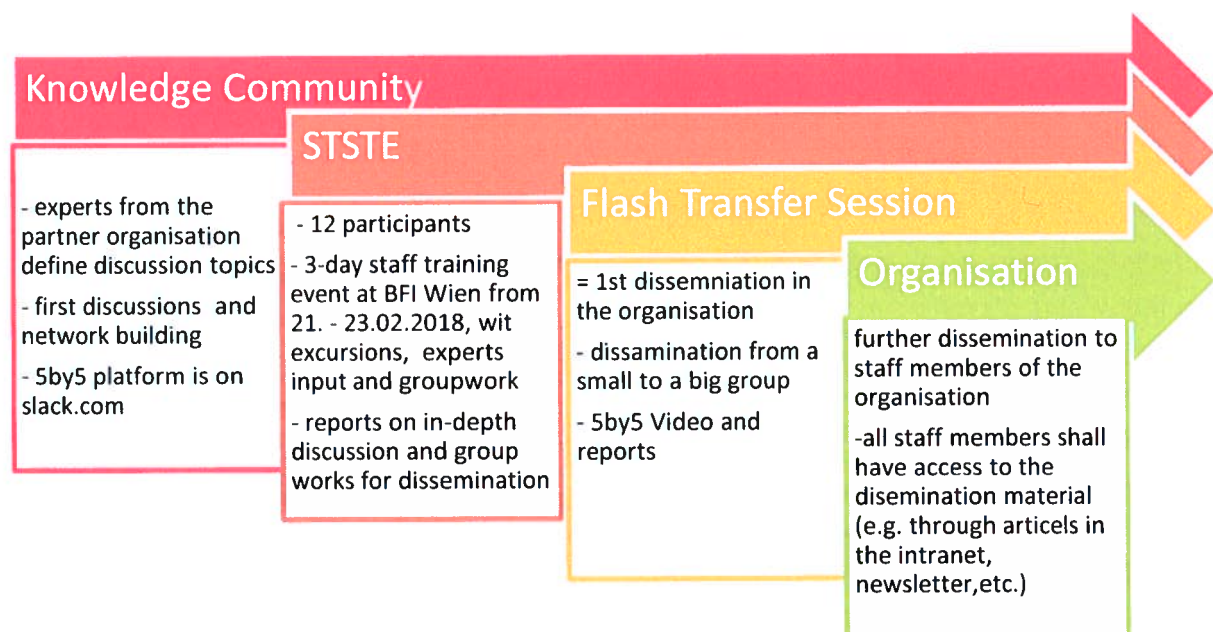 Knowledge Community
- experts from the
partner organisation
define discussion topics
- first discussions and
network building
- 5by5 platform is on
slack.com
STSTE
- 12 participants
- 3-day staff training
event at BFI Wien from
21. - 23.02.2018, wit
excursions, experts
input and groupwork
- reports on in-depth
discussion and group
works for dissemination
Flash Transfer Session
= 1st dissemniation in
the organisation
- dissamination from a
small to a big group
- 5by5 Video and
reports
Organisation
further dissemination to
staff members of the
organisation
-all staff members shall
have access to the
disemination material
(e.g. through articels in
the intranet,
newsletter,etc.)